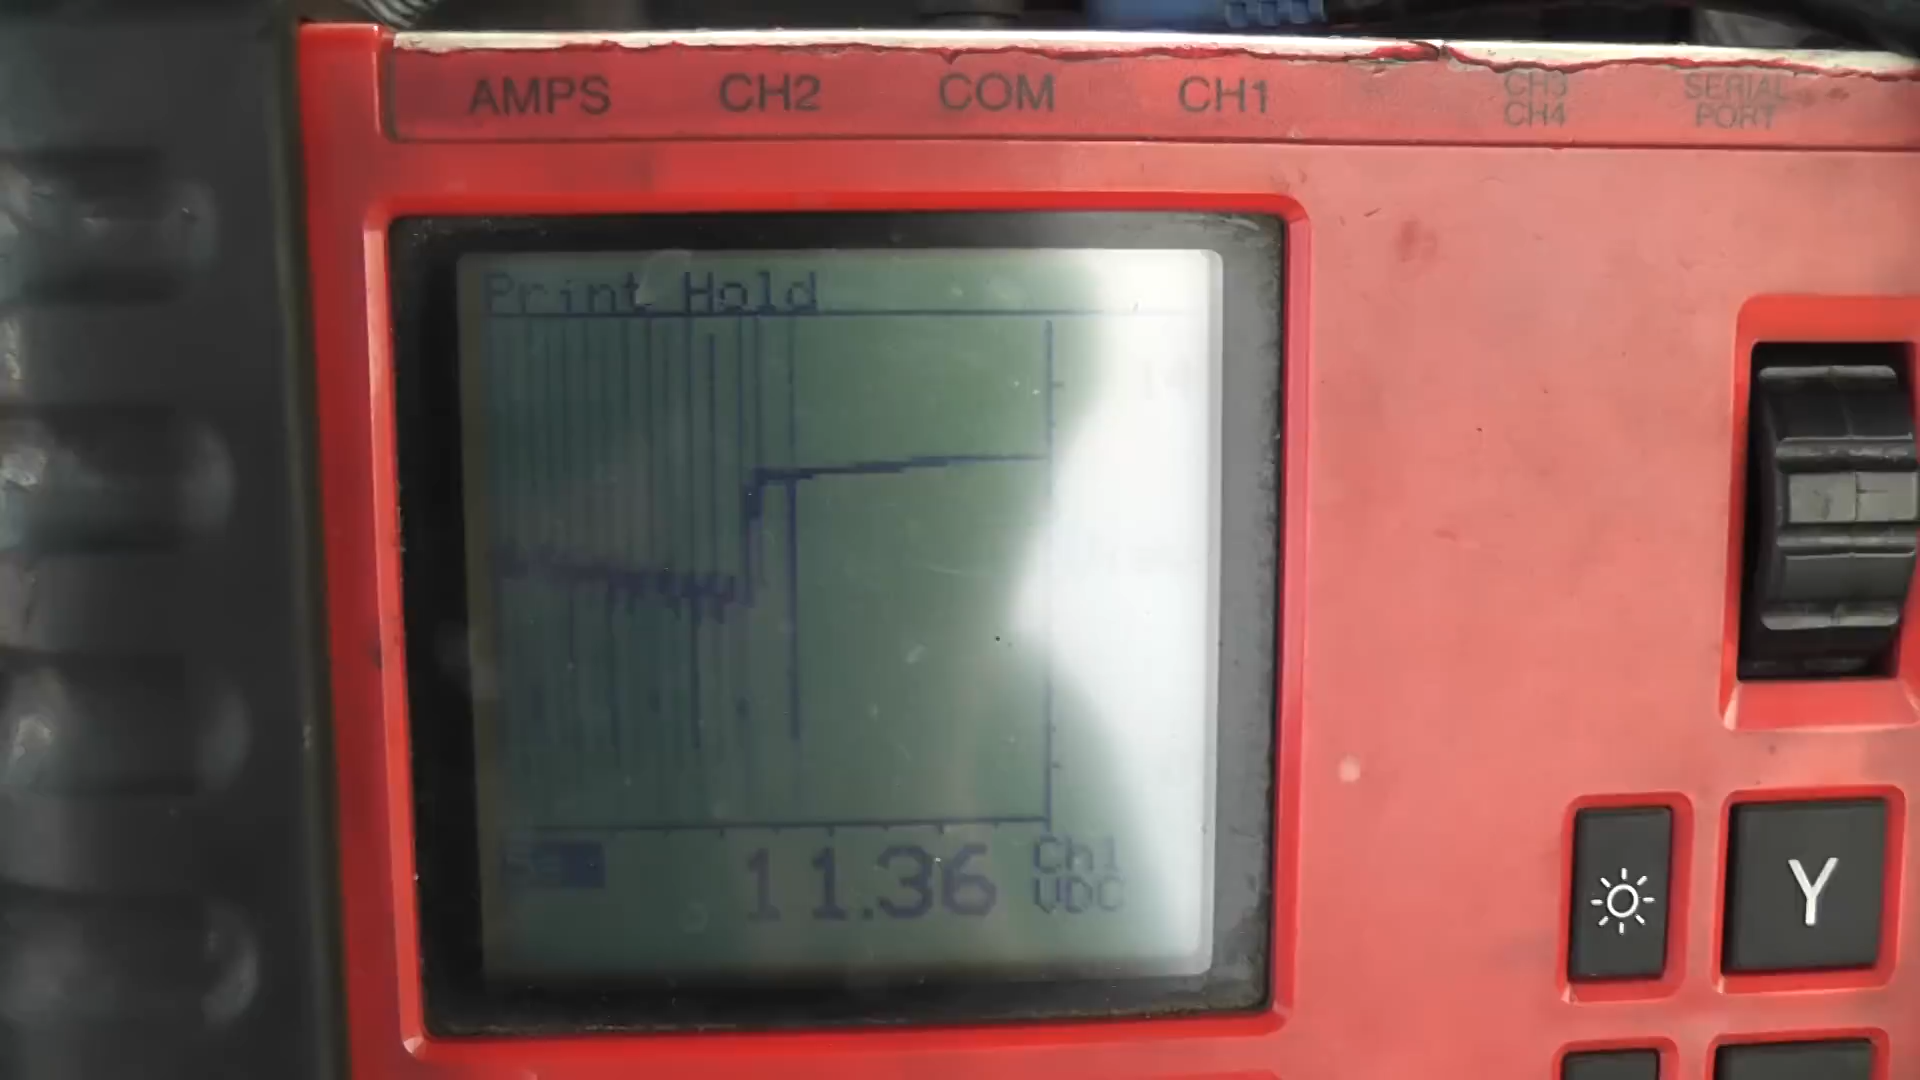 AMPS CH2 COM CH1 CH3 SERIAL
CH4 PORT
Print Hold
11.36 Ch1
VDC
Y